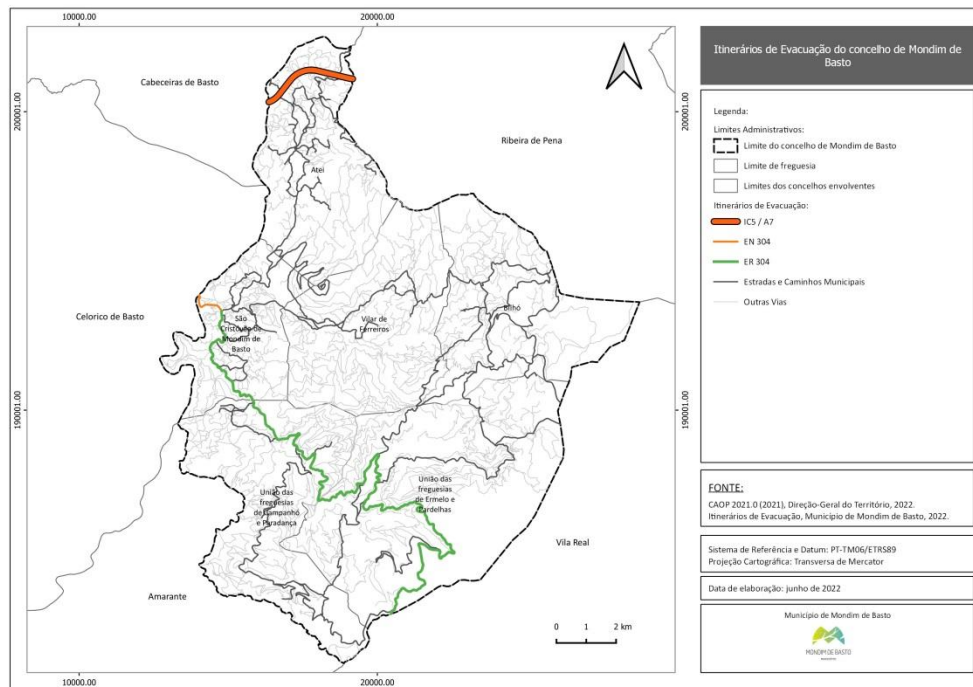 10000.00
20000.00
Cabeceiras de Basto
Ribeira de Pena
200001.00
200001.00
Atei
Celorico de Basto
São
Cristóvão de
Mondim de
Basto
Vilar de
Ferreiros
Bilhó
190001.00
190001.00
União das
freguesias
de Campanhó
e Paradança
União das
freguesias
de Ermelo e
Pardelhas
Vila Real
Amarante
0 1 2 km
10000.00
20000.00
Itinerários de Evacuação do concelho de Mondim de
Basto
Legenda:
Limites Administrativos:
Limite do concelho de Mondim de Basto
Limite de freguesia
Limites dos concelhos envolventes
Itinerários de Evacuação:
IC5 / A7
EN 304
ER 304
Estradas e Caminhos Municipais
Outras Vias
FONTE:
CAOP 2021.0 (2021), Direção-Geral do Território, 2022.
Itinerários de Evacuação, Município de Mondim de Basto, 2022.
Sistema de Referência e Datum: PT-TM06/ETRS89
Projeção Cartográfica: Transversa de Mercator
Data de elaboração: junho de 2022
Município de Mondim de Basto
MONDIM DE BASTO